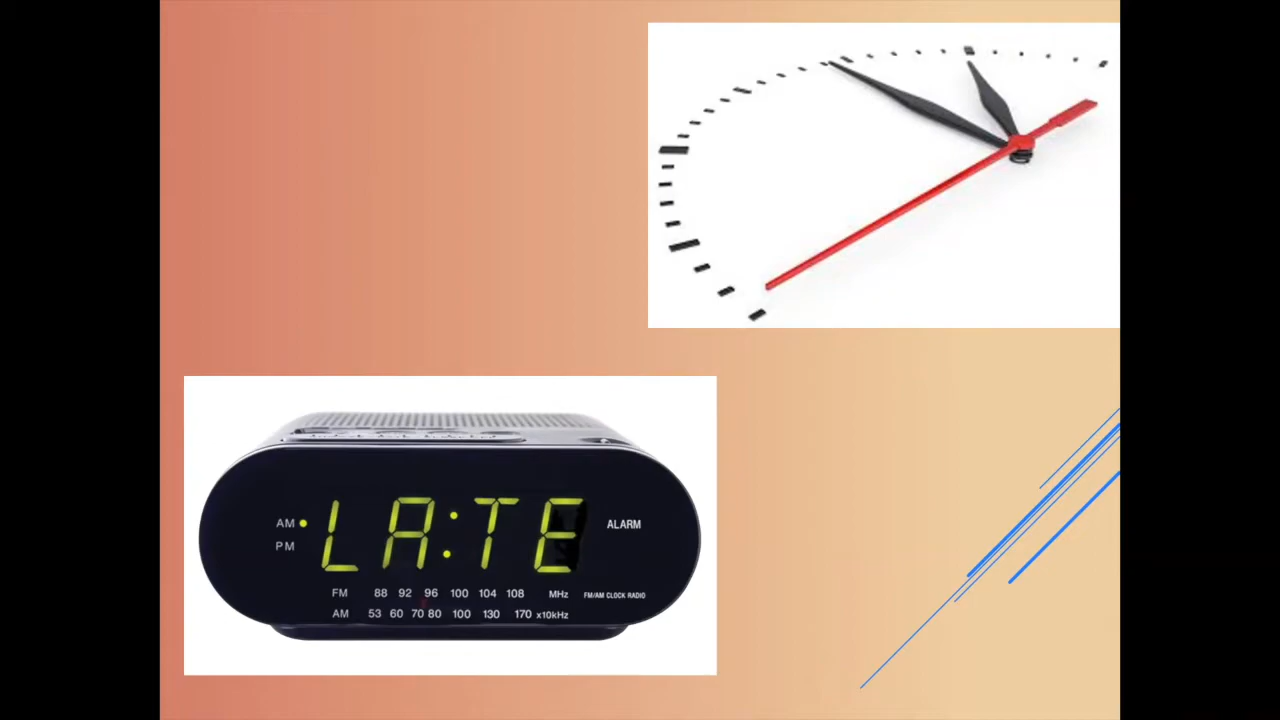 AM LA:TE ALARM
PM
FM 88 92 96 100 104 108 MHz FM/AM CLOCK RADIO
AM 53 60 70 80 100 130 170 x10kHz